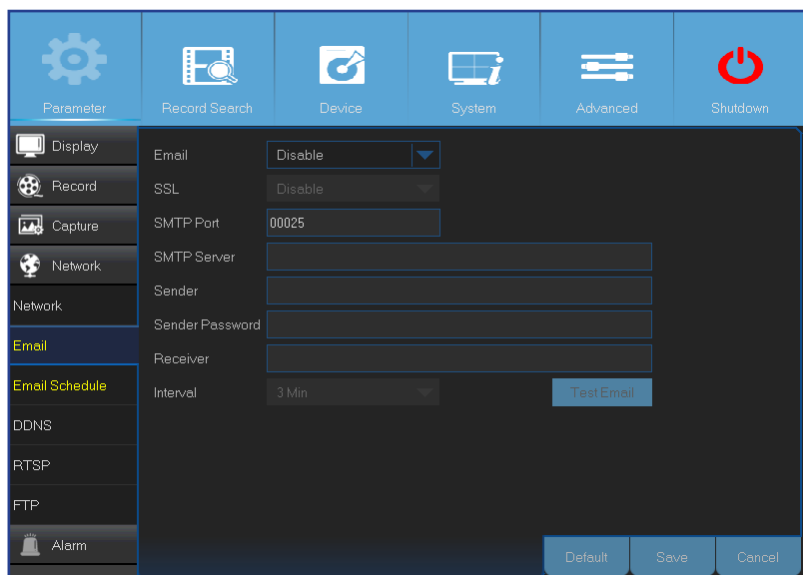 Parameter
Record Search
Device
System
Advanced
Shutdown
Display
Record
Capture
Network
Network
Email
Email Schedule
DDNS
RTSP
FTP
Alarm
Email Disable
SSL Disable
SMTP Port 00025
SMTP Server
Sender
Sender Password
Receiver
Interval 3 Min Test Email
Default Save Cancel